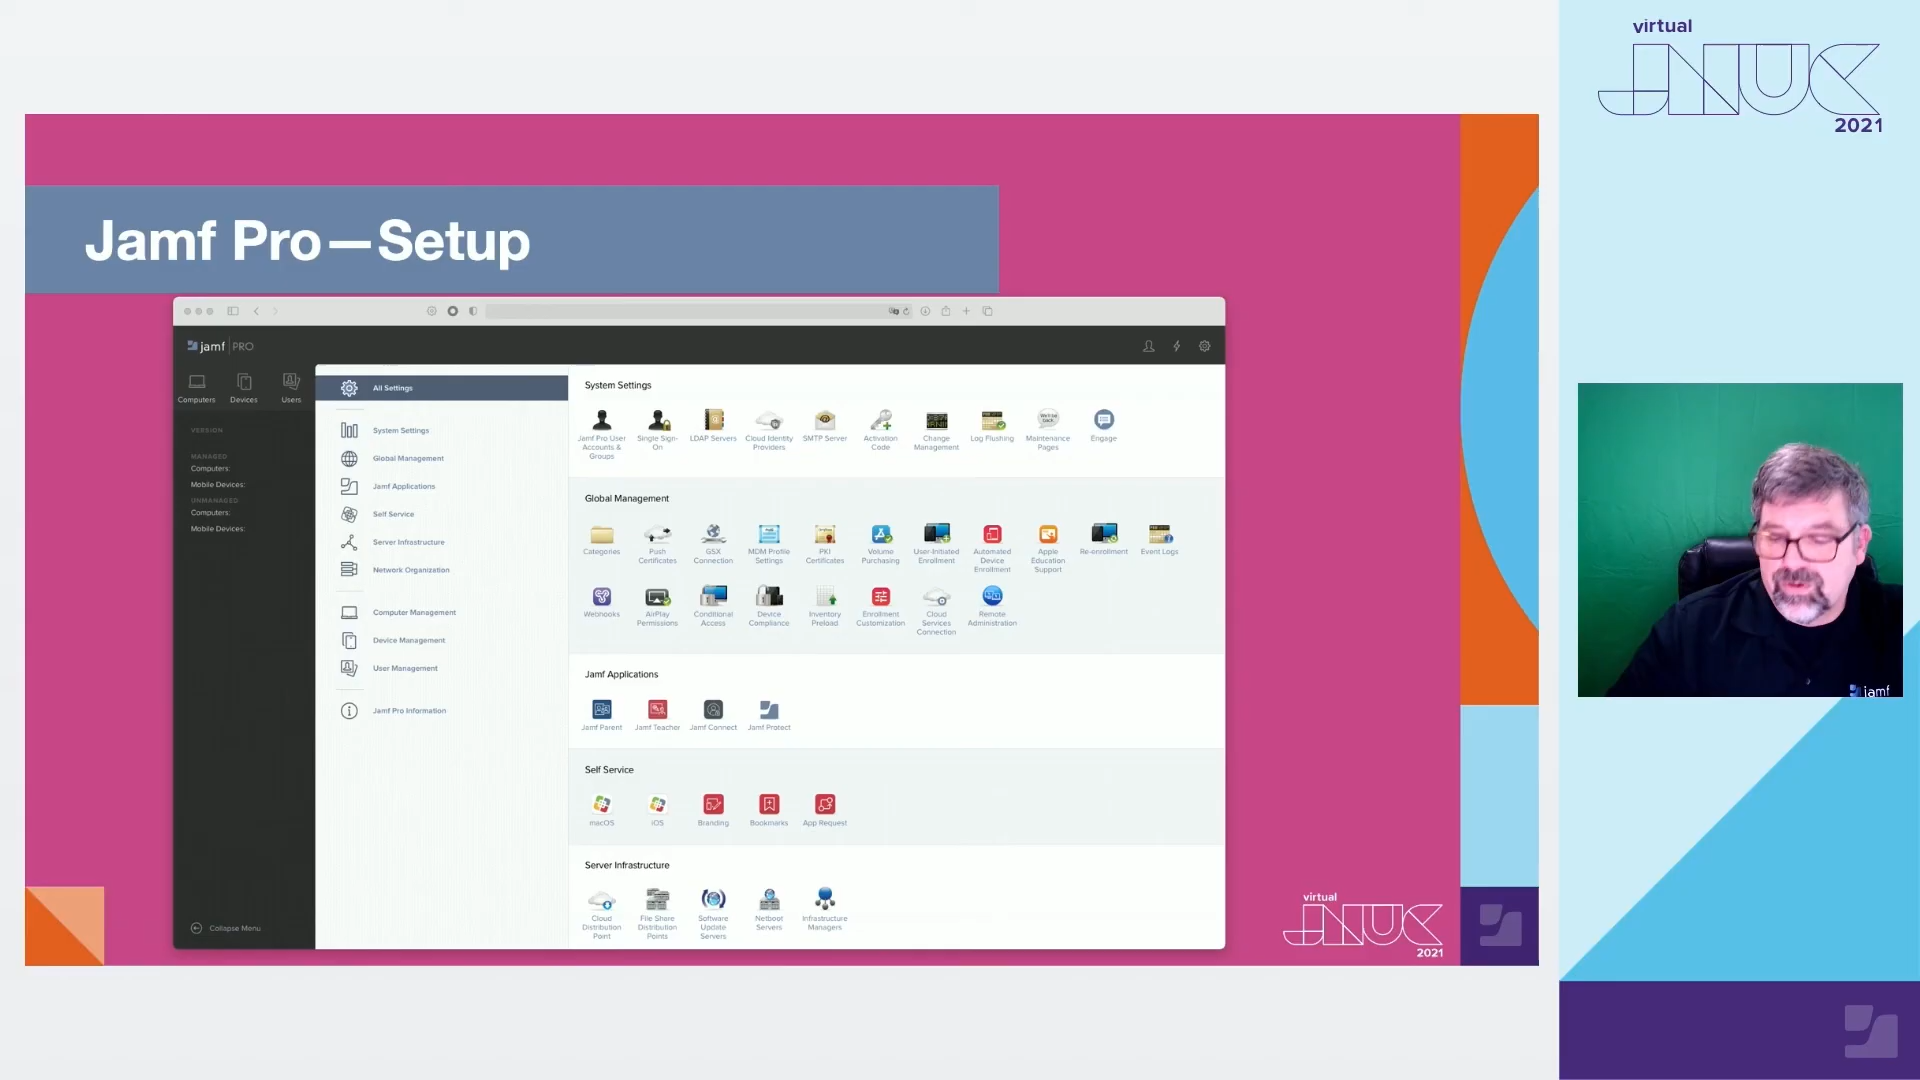 virtual
JNUC
2021
Jamf Pro—Setup
jamf PRO
Computers
Devices
Users
VERSION
MANAGED
Computers:
Mobile Devices:
UNMANAGED
Computers:
Mobile Devices:
Collapse Menu
All Settings
System Settings
Global Management
Jamf Applications
Self Service
Server Infrastructure
Network Organization
Computer Management
Device Management
User Management
Jamf Pro Information
System Settings
Jamf Pro User
Accounts &
Groups
Single Sign-
On
LDAP Servers
Cloud Identity
Providers
SMTP Server
Activation
Code
Change
Management
Log Flushing
We'll be
back
Maintenance
Pages
Engage
Global Management
Categories
Push
Certificates
GSX
Connection
MDM Profile
Settings
PKI
Certificates
Volume
Purchasing
User-Initiated
Enrollment
Automated
Device
Enrollment
Apple
Education
Support
Re-enrollment
Event Logs
Webhooks
AirPlay
Permissions
Conditional
Access
Device
Compliance
Inventory
Preload
Enrollment
Customization
Cloud
Services
Connection
Remote
Administration
Jamf Applications
Jamf Parent
Jamf Teacher
Jamf Connect
Jamf Protect
Self Service
macOS
iOS
Branding
Bookmarks
App Request
Server Infrastructure
Cloud
Distribution
Point
File Share
Distribution
Points
Software
Update
Servers
Netboot
Servers
Infrastructure
Managers
virtual
JNUC
2021
jamf